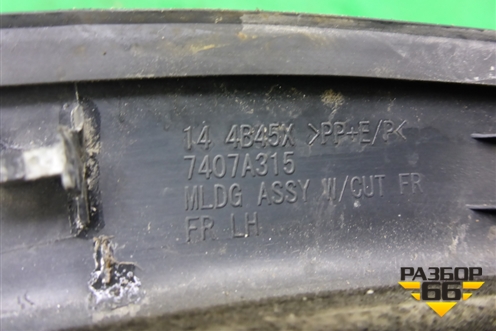 14 4B45X >PP+E/P<
7407A315
MLDG ASSY W/CUT FR
FR LH
РАЗБОР
66